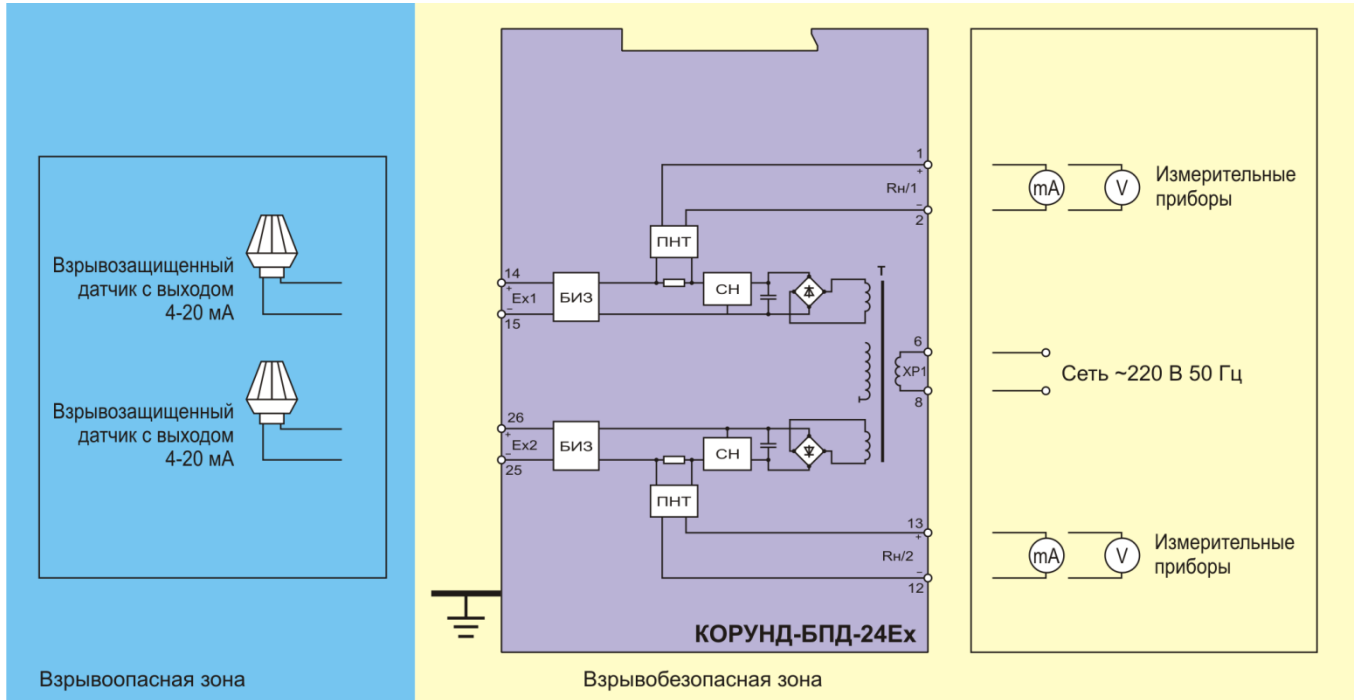 Взрывозащищенный
датчик с выходом
4-20 мА
Взрывозащищенный
датчик с выходом
4-20 мА
Взрывоопасная зона
1
+
Rн/1
−
2
ПНТ
14
+
Ex1
−
15
БИЗ
СН
T
6
XP1
8
26
+
Ex2
−
25
БИЗ
СН
ПНТ
13
+
Rн/2
−
12
КОРУНД-БПД-24Ex
Взрывобезопасная зона
mA
V
Измерительные
приборы
Сеть ~220 В 50 Гц
mA
V
Измерительные
приборы